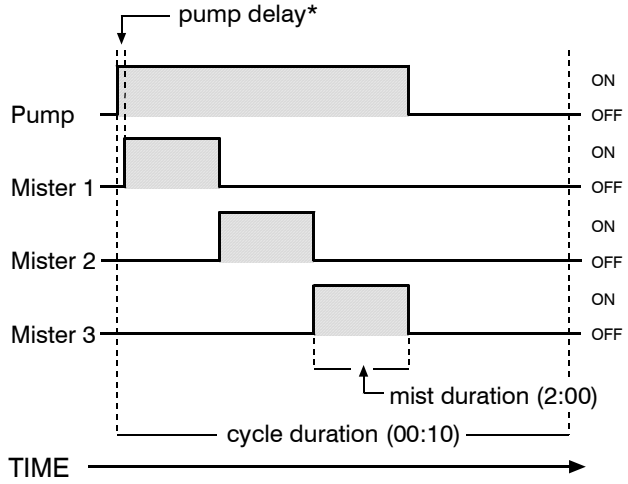 pump delay*
Pump
ON
OFF
Mister 1
ON
OFF
Mister 2
ON
OFF
Mister 3
ON
OFF
mist duration (2:00)
cycle duration (00:10)
TIME